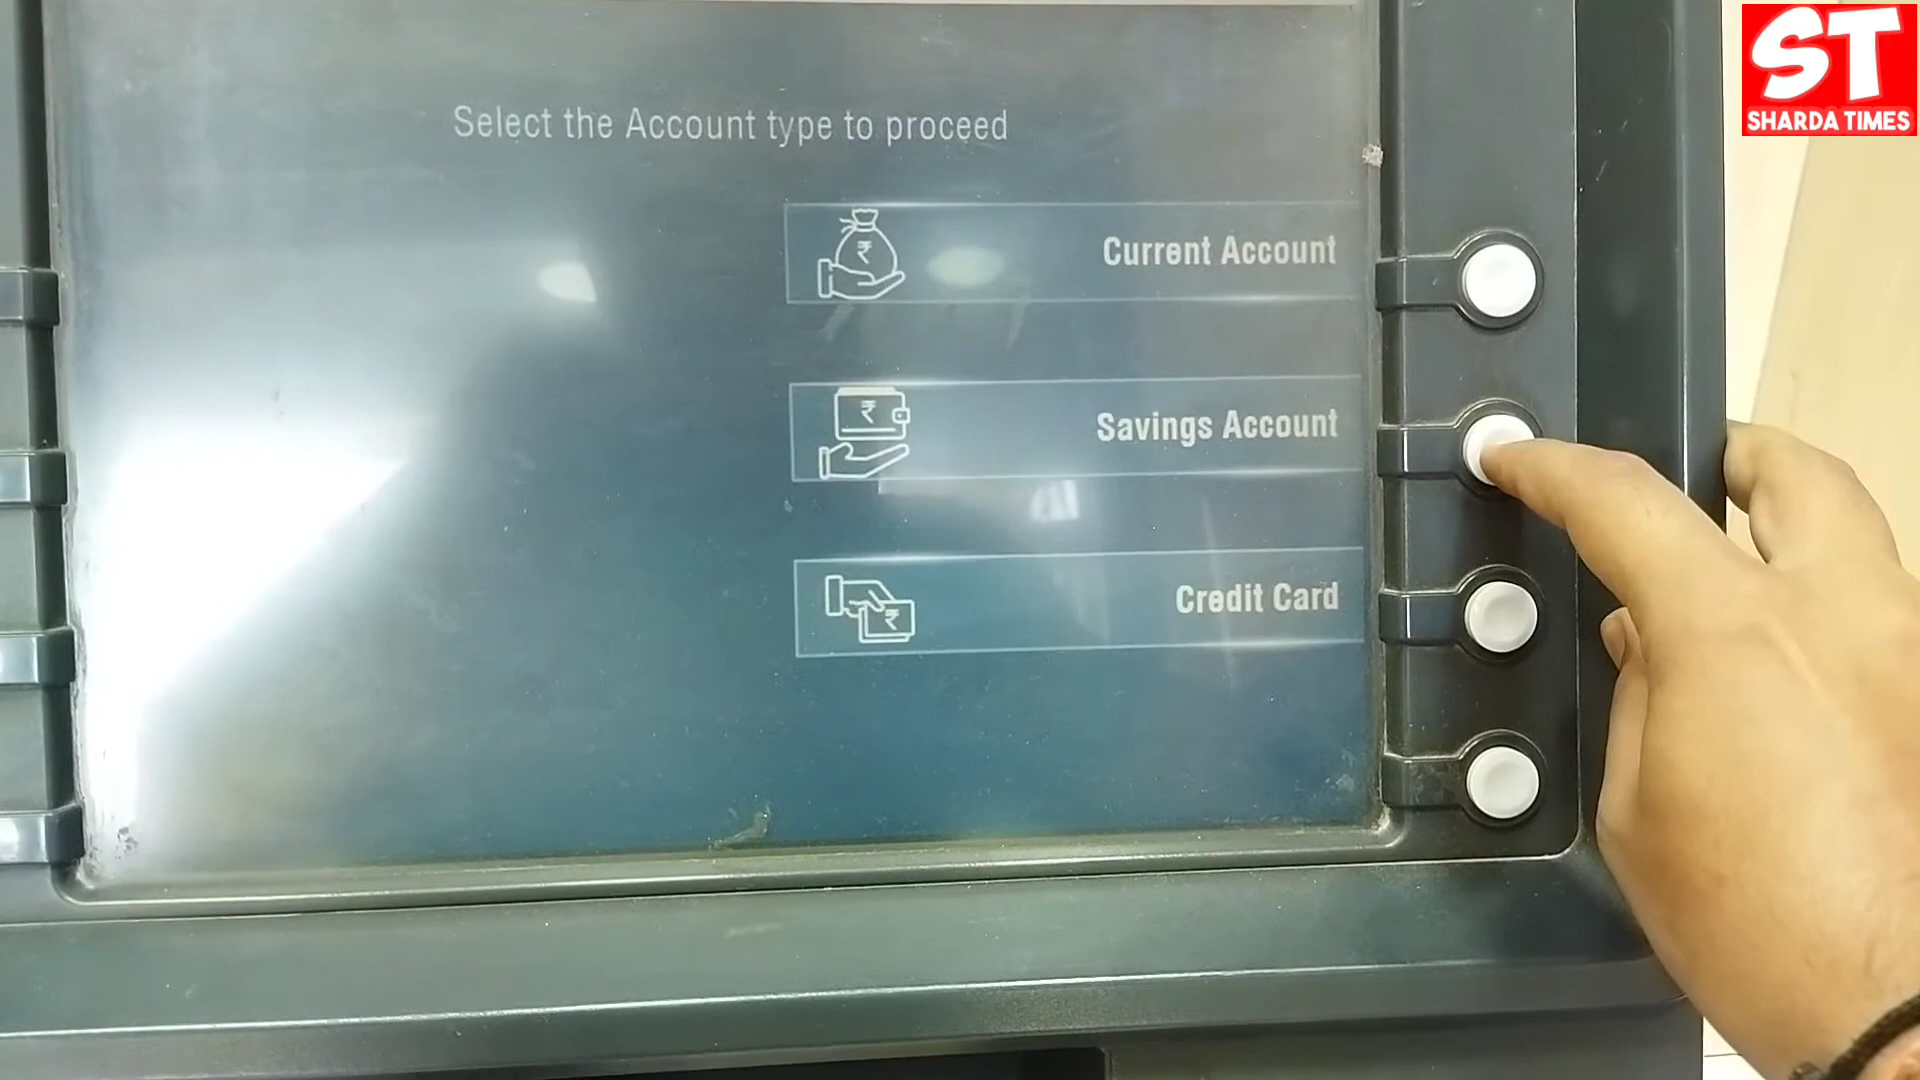 ST
SHARDA TIMES
Select the Account type to proceed
₹
Current Account
₹
Savings Account
₹
Credit Card